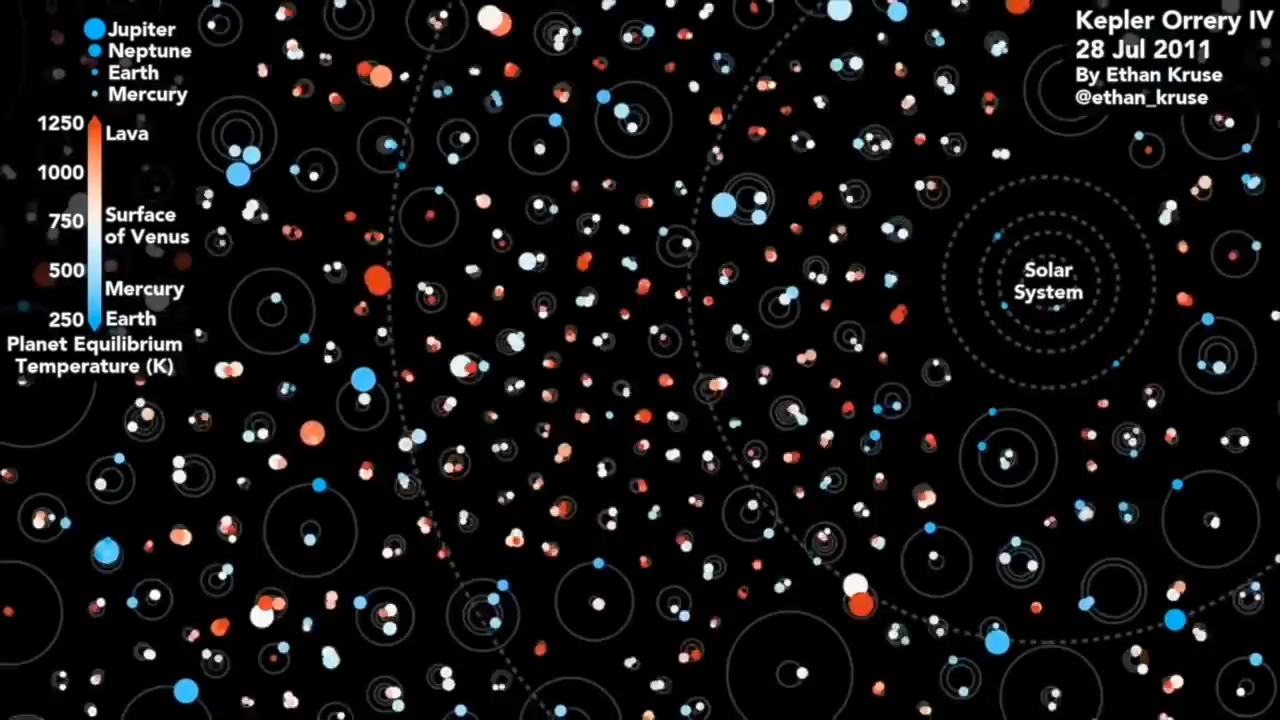 Jupiter
Neptune
Earth
Mercury
1250
Lava
1000
750
Surface
of Venus
500
Mercury
250
Earth
Planet Equilibrium
Temperature (K)
Kepler Orrery IV
28 Jul 2011
By Ethan Kruse
@ethan_kruse
Solar
System